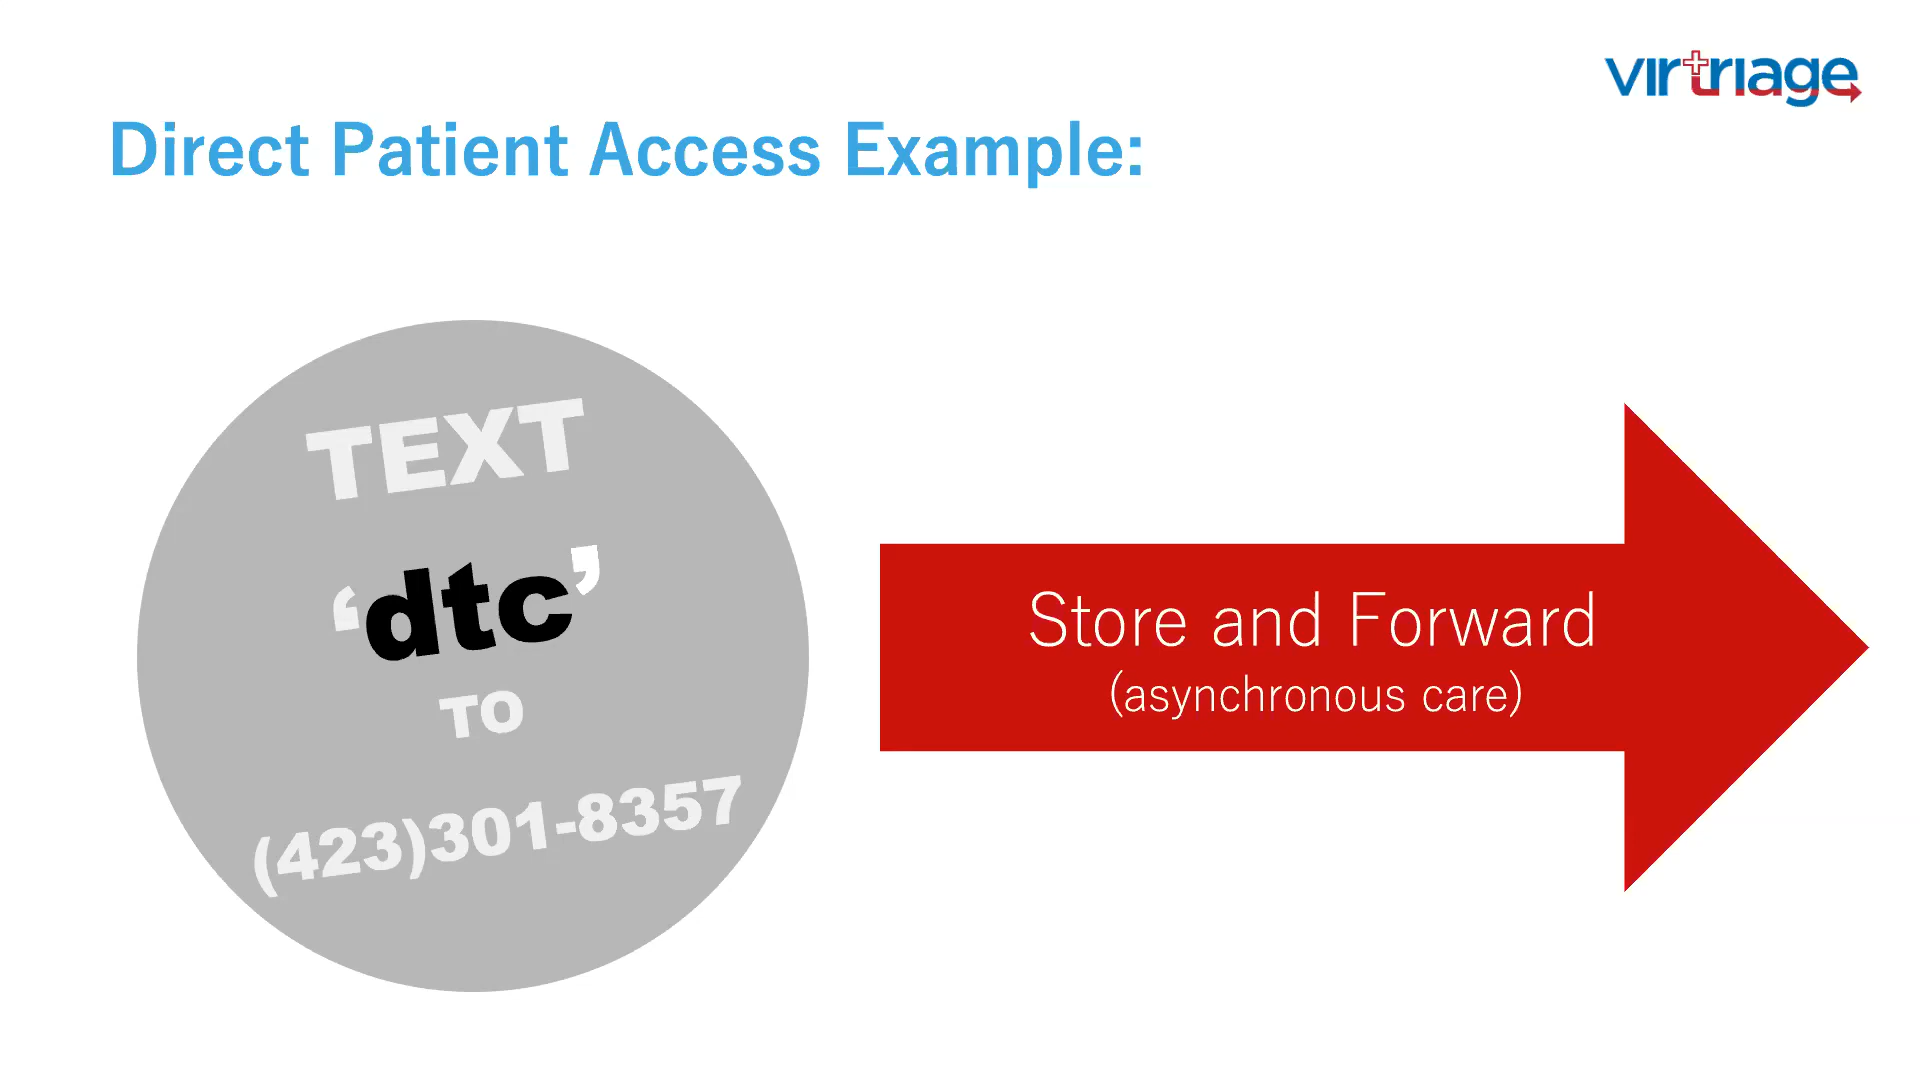 virtriage
Direct Patient Access Example:
TEXT
‘dtc’
TO
(423)301-8357
Store and Forward
(asynchronous care)